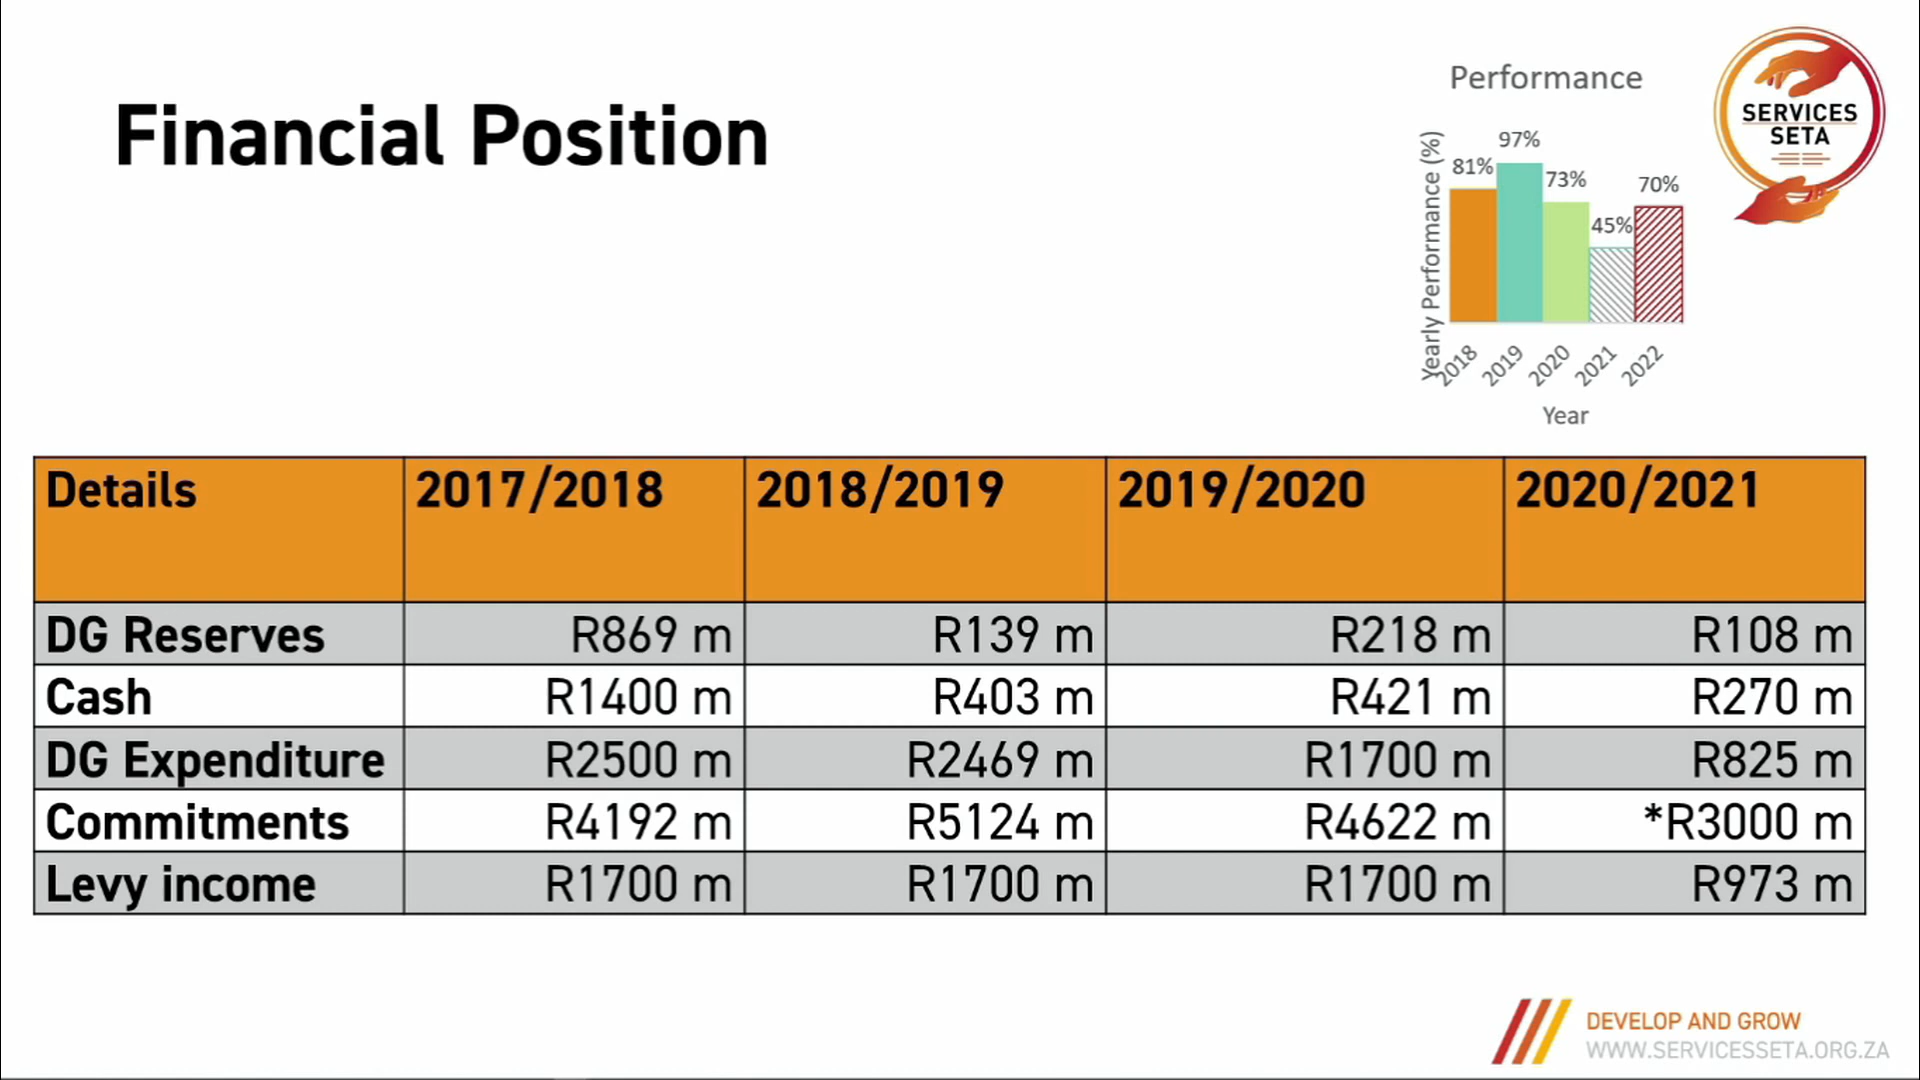 Financial Position
Performance
SERVICES
SETA
Yearly Performance (%)
81%
97%
73%
45%
70%
2018
2019
2020
2021
2022
Year
Details 2017/2018 2018/2019 2019/2020 2020/2021
DG Reserves R869 m R139 m R218 m R108 m
Cash R1400 m R403 m R421 m R270 m
DG Expenditure R2500 m R2469 m R1700 m R825 m
Commitments R4192 m R5124 m R4622 m *R3000 m
Levy income R1700 m R1700 m R1700 m R973 m
DEVELOP AND GROW
WWW.SERVICESSETA.ORG.ZA